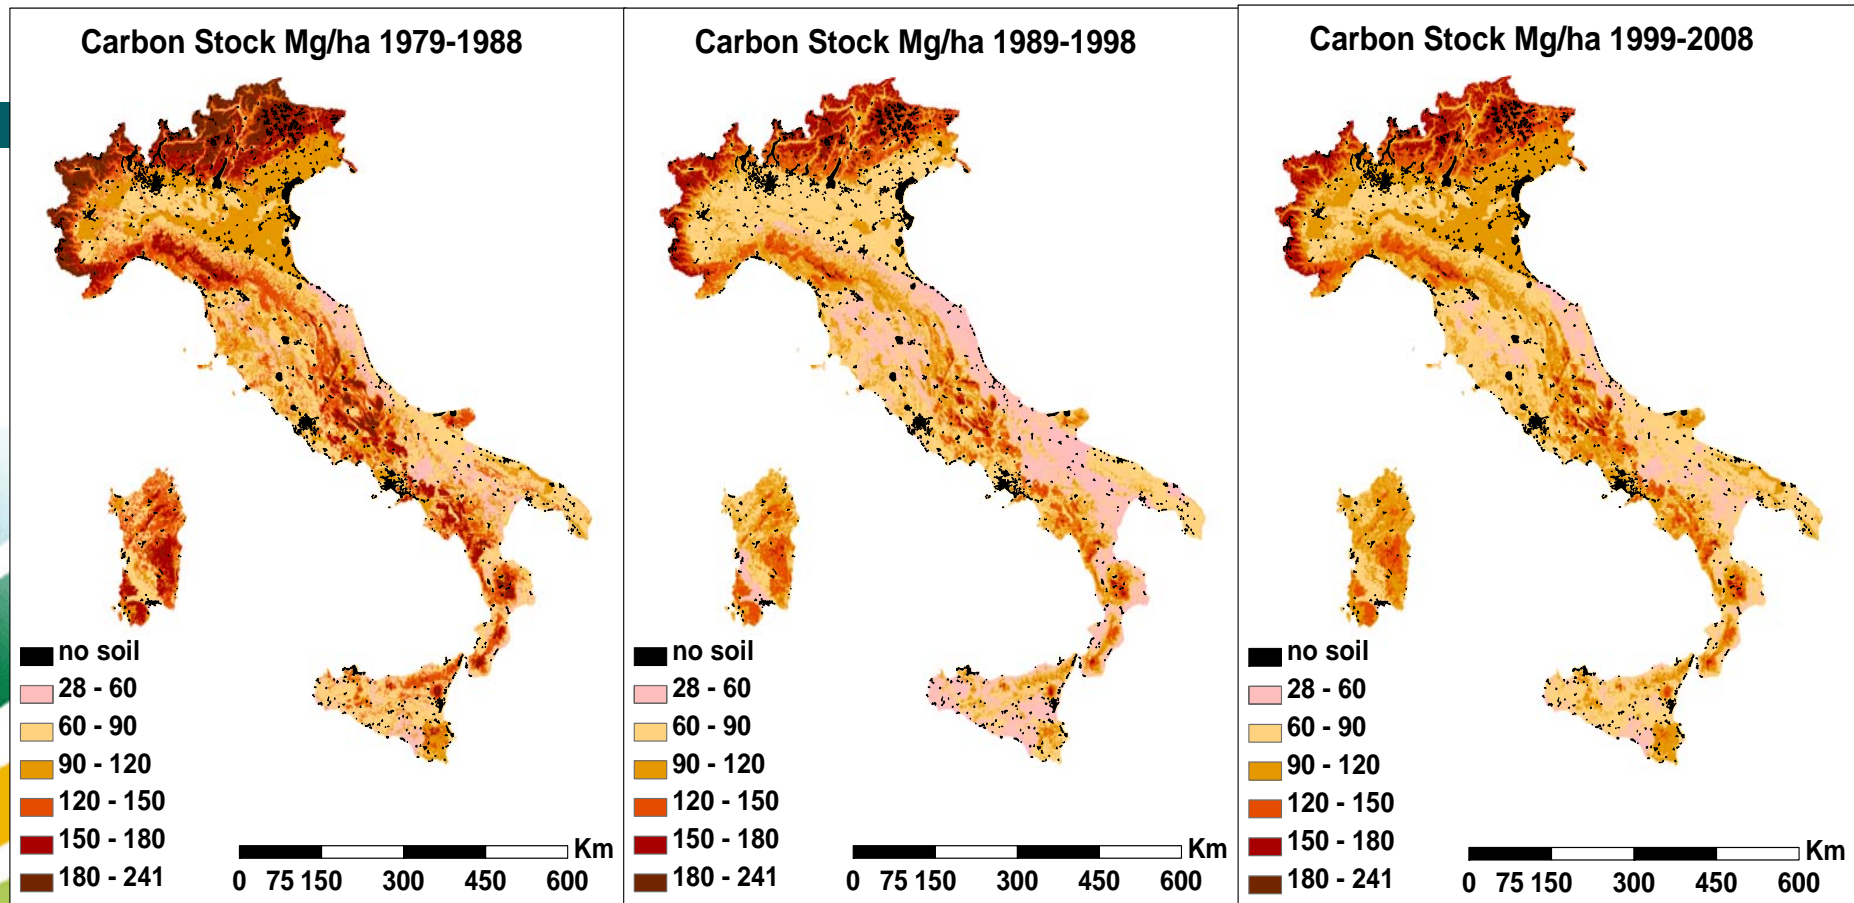 Carbon Stock Mg/ha 1979-1988
no soil
28 - 60
60 - 90
90 - 120
120 - 150
150 - 180
180 - 241
Km
0 75 150 300 450 600
Carbon Stock Mg/ha 1989-1998
no soil
28 - 60
60 - 90
90 - 120
120 - 150
150 - 180
180 - 241
Km
0 75 150 300 450 600
Carbon Stock Mg/ha 1999-2008
no soil
28 - 60
60 - 90
90 - 120
120 - 150
150 - 180
180 - 241
Km
0 75 150 300 450 600